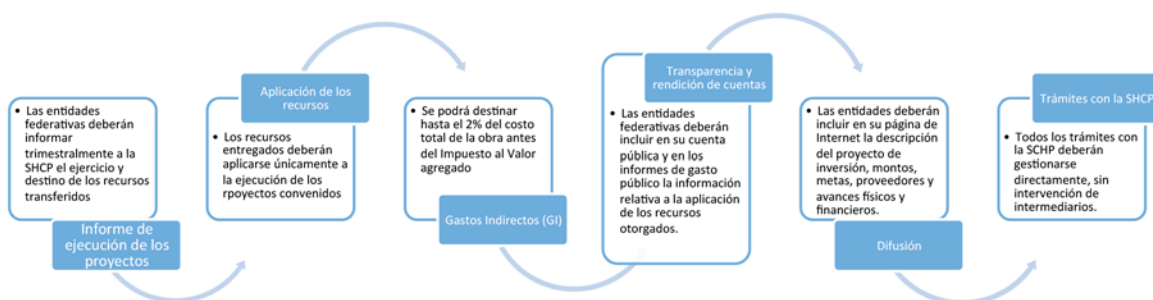 • Las entidades
federativas deberán
informar
trimestralmente a la
SHCP el ejercicio y
destino de los recursos
transferidos
Informe de
ejecución de los
proyectos
Aplicación de los
recursos
• Los recursos
entregados deberán
aplicarse únicamente a
la ejecución de los
rpoyectos convenidos
• Se podrá destinar
hasta el 2% del costo
total de la obra antes
del Impuesto al Valor
agregado
Gastos Indirectos (GI)
Transparencia y
rendición de cuentas
• Las entidades
federativas deberán
incluir en su cuenta
pública y en los
informes de gasto
público la información
relativa a la aplicación
de los recursos
otorgados.
• Las entidades deberán
incluir en su página de
Internet la descripción
del proyecto de
inversión, montos,
metas, proveedores y
avances físicos y
financieros.
Difusión
Trámites con la SHCP
• Todos los trámites con
la SCHP deberán
gestionarse
directamente, sin
intervención de
intermediarios.